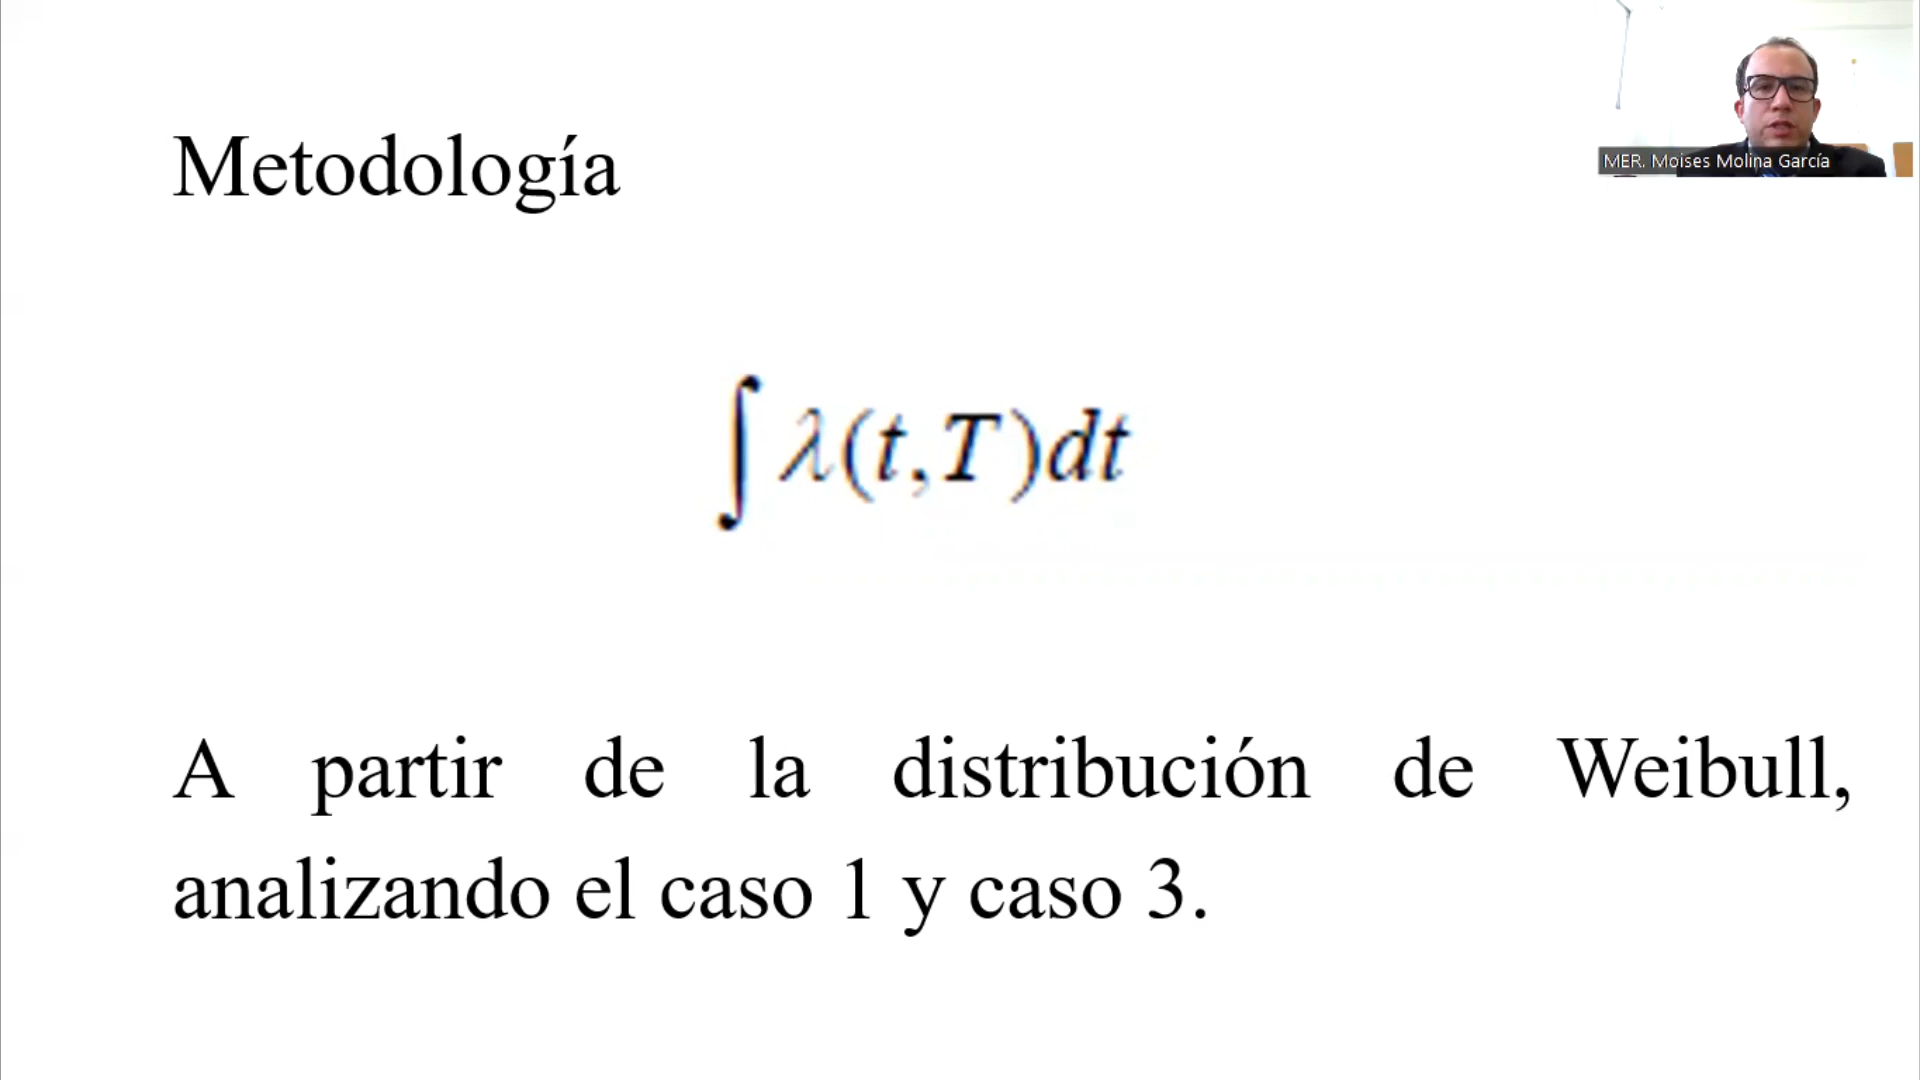 Metodología
MER. Moises Molina García
∫ λ(t,T)dt
A partir de la distribución de Weibull,
analizando el caso 1 y caso 3.